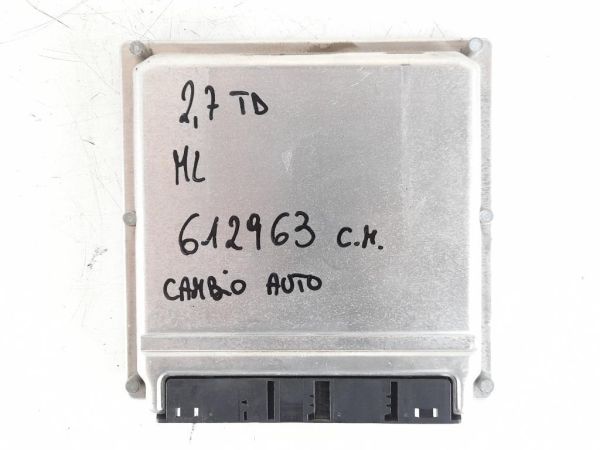 2,7 TD
ML
612963 C.M.
CAMBIO AUTO